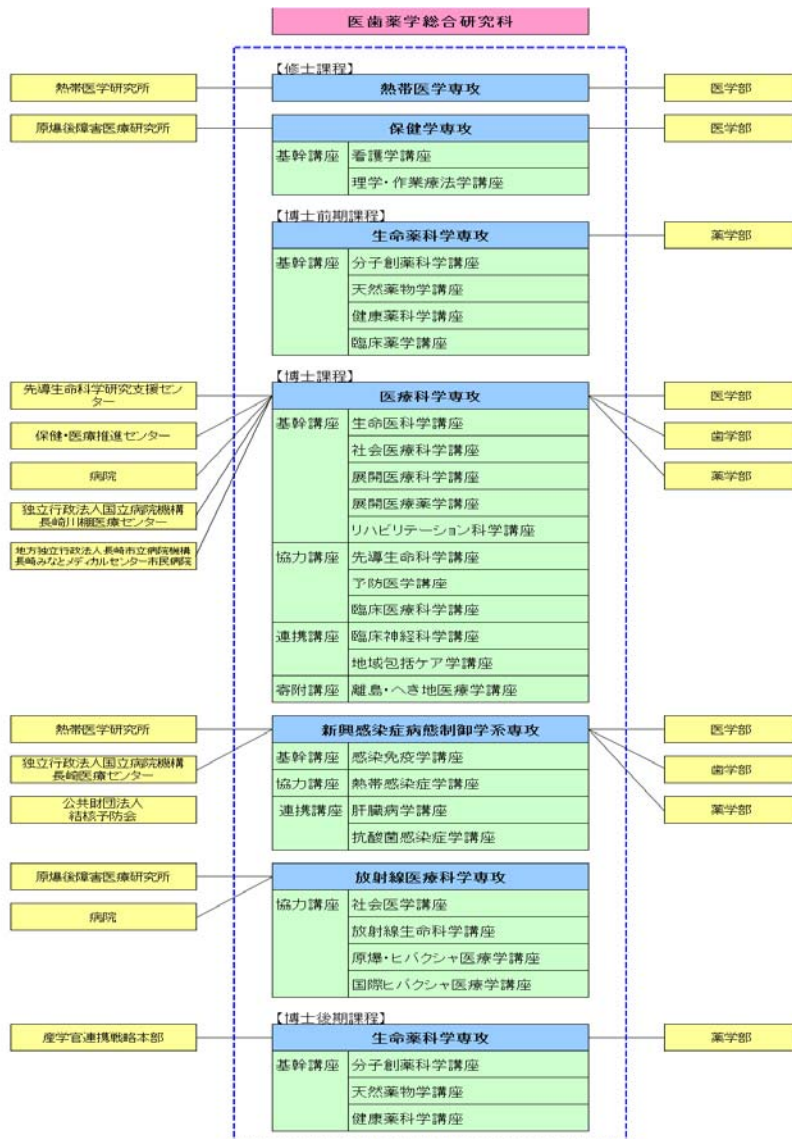 医歯薬学総合研究科
【修士課程】
熱帯医学研究所
熱帯医学専攻
医学部
原爆後障害医療研究所
保健学専攻
医学部
基幹講座
看護学講座
理学・作業療法学講座
【博士前期課程】
生命薬科学専攻
薬学部
基幹講座
分子創薬科学講座
天然薬物学講座
健康薬科学講座
臨床薬学講座
【博士課程】
先導生命科学研究支援セン
ター
保健・医療推進センター
病院
独立行政法人国立病院機構
長崎川棚医療センター
地方独立行政法人長崎市立病院機構
長崎みなとメディカルセンター市民病院
医療科学専攻
医学部
歯学部
薬学部
基幹講座
生命医科学講座
社会医療科学講座
展開医療科学講座
展開医療薬学講座
リハビリテーション科学講座
協力講座
先導生命科学講座
予防医学講座
臨床医療科学講座
連携講座
臨床神経科学講座
地域包括ケア学講座
寄附講座
離島・へき地医療学講座
熱帯医学研究所
独立行政法人国立病院機構
長崎医療センター
公共財団法人
結核予防会
新興感染症病態制御学系専攻
医学部
歯学部
薬学部
基幹講座
感染免疫学講座
協力講座
熱帯感染症学講座
連携講座
肝臓病学講座
抗酸菌感染症学講座
原爆後障害医療研究所
病院
放射線医療科学専攻
協力講座
社会医学講座
放射線生命科学講座
原爆・ヒバクシャ医療学講座
国際ヒバクシャ医療学講座
【博士後期課程】
産学官連携戦略本部
生命薬科学専攻
薬学部
基幹講座
分子創薬科学講座
天然薬物学講座
健康薬科学講座